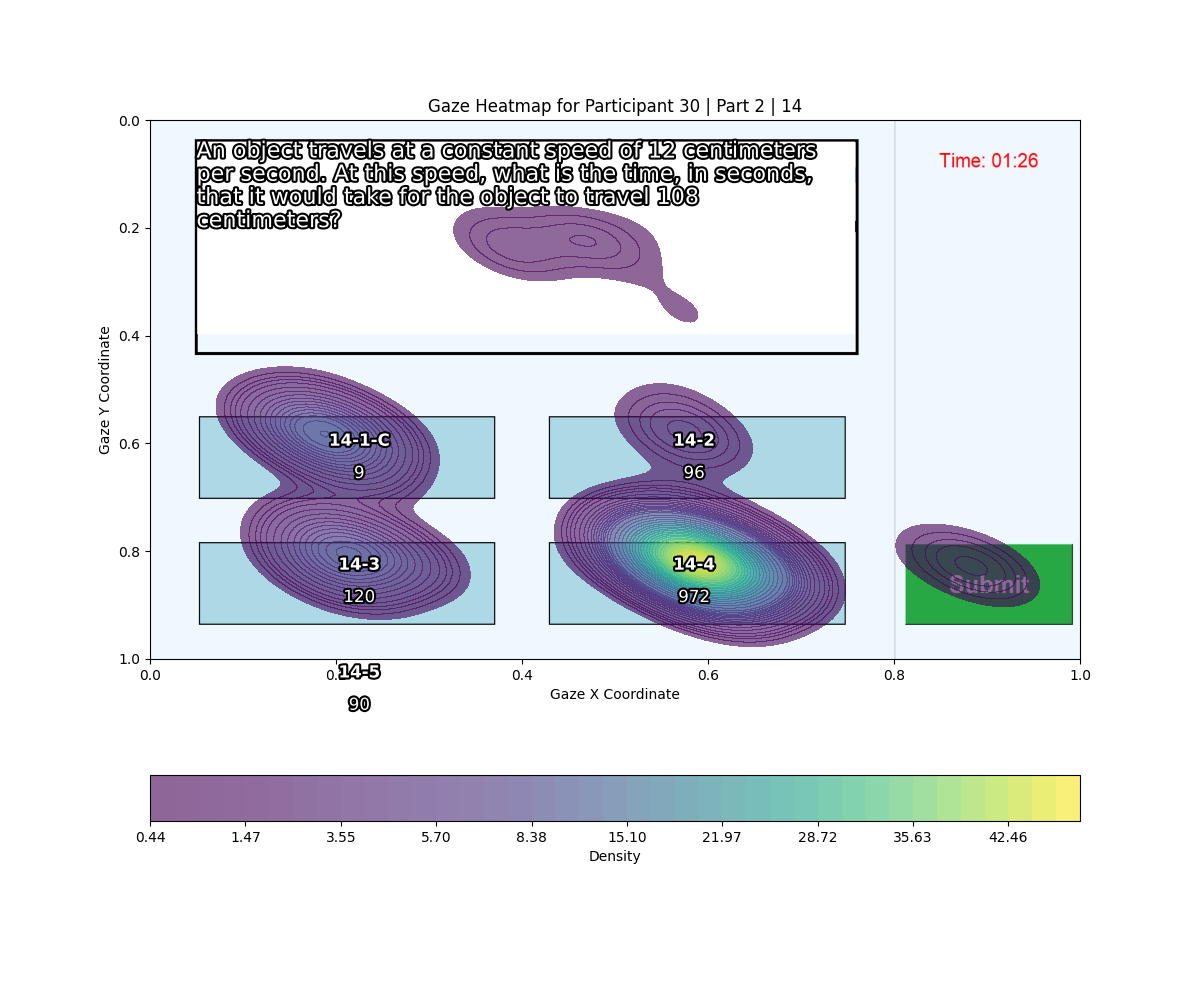 Gaze Heatmap for Participant 30 | Part 2 | 14
An object travels at a constant speed of 12 centimeters
per second. At this speed, what is the time, in seconds,
that it would take for the object to travel 108
centimeters?
Time: 01:26
14-1-C
9
14-2
96
14-3
120
14-4
972
Submit
14-5
90
0.0
0.2
0.4
0.6
0.8
1.0
Gaze Y Coordinate
0.0
0.4
0.6
0.8
1.0
Gaze X Coordinate
0.44
1.47
3.55
5.70
8.38
15.10
21.97
28.72
35.63
42.46
Density